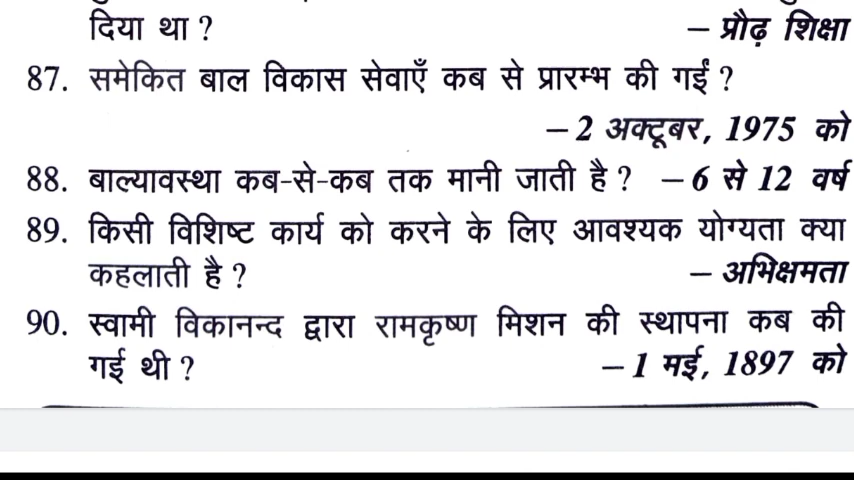 दिया था ? – प्रौढ़ शिक्षा
87. समेकित बाल विकास सेवाएँ कब से प्रारम्भ की गईं ?
– 2 अक्टूबर, 1975 को
88. बाल्यावस्था कब-से-कब तक मानी जाती है ? – 6 से 12 वर्ष
89. किसी विशिष्ट कार्य को करने के लिए आवश्यक योग्यता क्या
कहलाती है ? – अभिक्षमता
90. स्वामी विकानन्द द्वारा रामकृष्ण मिशन की स्थापना कब की
गई थी ? – 1 मई, 1897 को